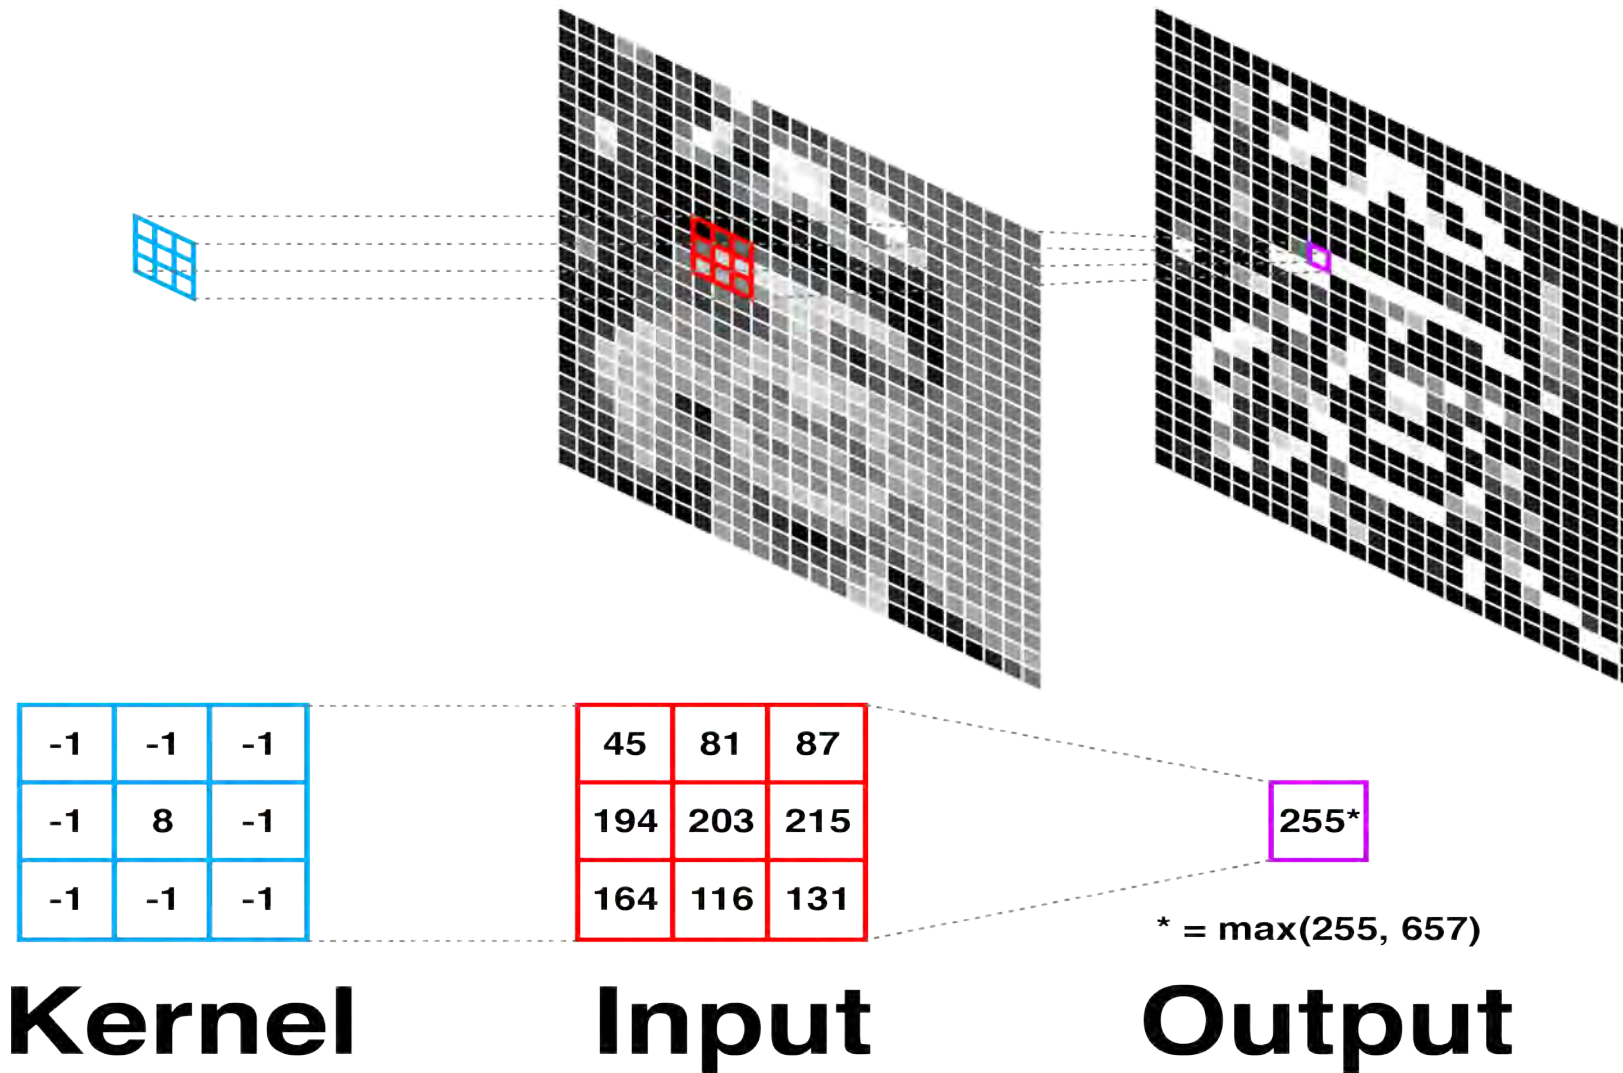 -1 -1 -1
-1 8 -1
-1 -1 -1
45 81 87
194 203 215
164 116 131
255*
* = max(255, 657)
Kernel
Input
Output